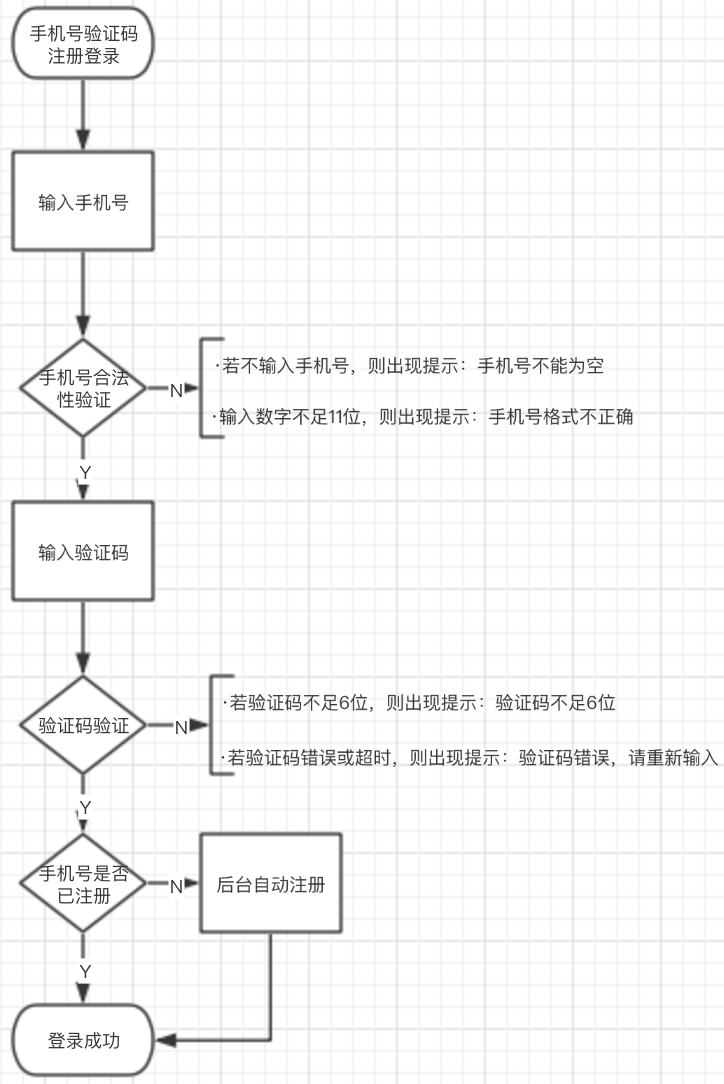 手机号验证码
注册登录
输入手机号
手机号合法
性验证
N
·若不输入手机号，则出现提示：手机号不能为空
·输入数字不足11位，则出现提示：手机号格式不正确
Y
输入验证码
验证码验证
N
·若验证码不足6位，则出现提示：验证码不足6位
·若验证码错误或超时，则出现提示：验证码错误，请重新输入
Y
手机号是否
已注册
N
后台自动注册
Y
登录成功